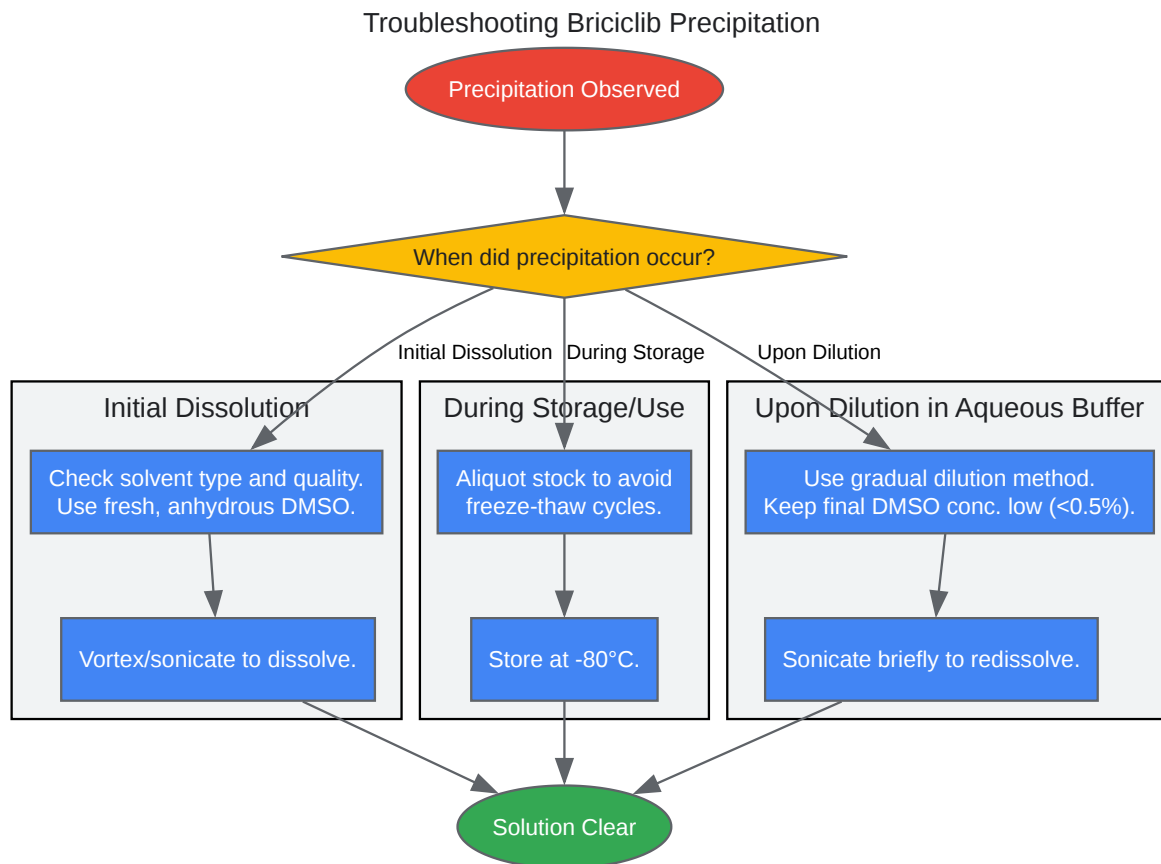 Troubleshooting Briciclib Precipitation
Precipitation Observed
When did precipitation occur?
Initial Dissolution
During Storage
Upon Dilution
Initial Dissolution
Check solvent type and quality.
Use fresh, anhydrous DMSO.
Vortex/sonicate to dissolve.
During Storage/Use
Aliquot stock to avoid
freeze-thaw cycles.
Store at -80°C.
Upon Dilution in Aqueous Buffer
Use gradual dilution method.
Keep final DMSO conc. low (<0.5%).
Sonicate briefly to redissolve.
Solution Clear